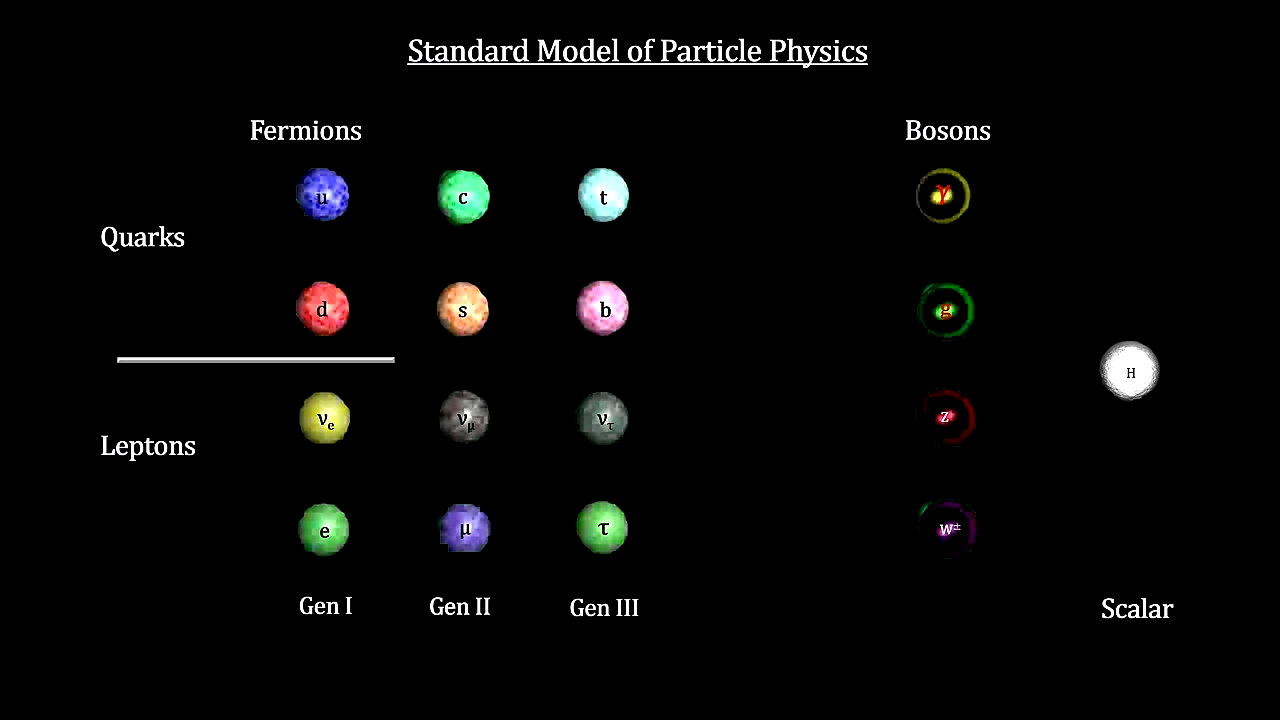 Standard Model of Particle Physics
Fermions
Bosons
u c t γ
Quarks
d s b g
H
νe νμ ντ Z
Leptons
e μ τ W±
Gen I Gen II Gen III
Scalar